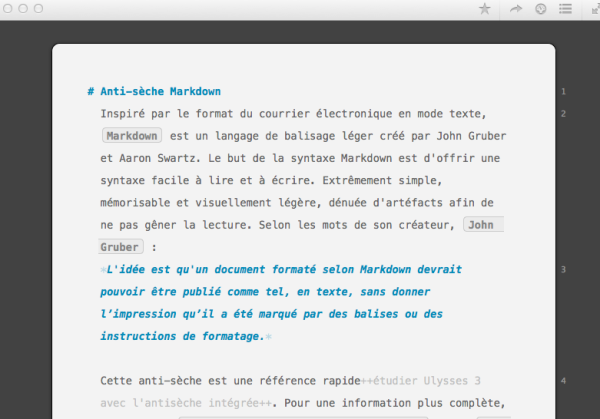 # Anti-sèche Markdown 1
Inspiré par le format du courrier électronique en mode texte, 2
Markdown est un langage de balisage léger créé par John Gruber
et Aaron Swartz. Le but de la syntaxe Markdown est d'offrir une
syntaxe facile à lire et à écrire. Extrêmement simple,
mémorisable et visuellement légère, dénuée d'artéfacts afin de
ne pas gêner la lecture. Selon les mots de son créateur, John
Gruber :
*L'idée est qu'un document formaté selon Markdown devrait 3
pouvoir être publié comme tel, en texte, sans donner
l’impression qu’il a été marqué par des balises ou des
instructions de formatage.*
Cette anti-sèche est une référence rapide++étudier Ulysses 3 4
avec l'antisèche intégrée++. Pour une information plus complète,